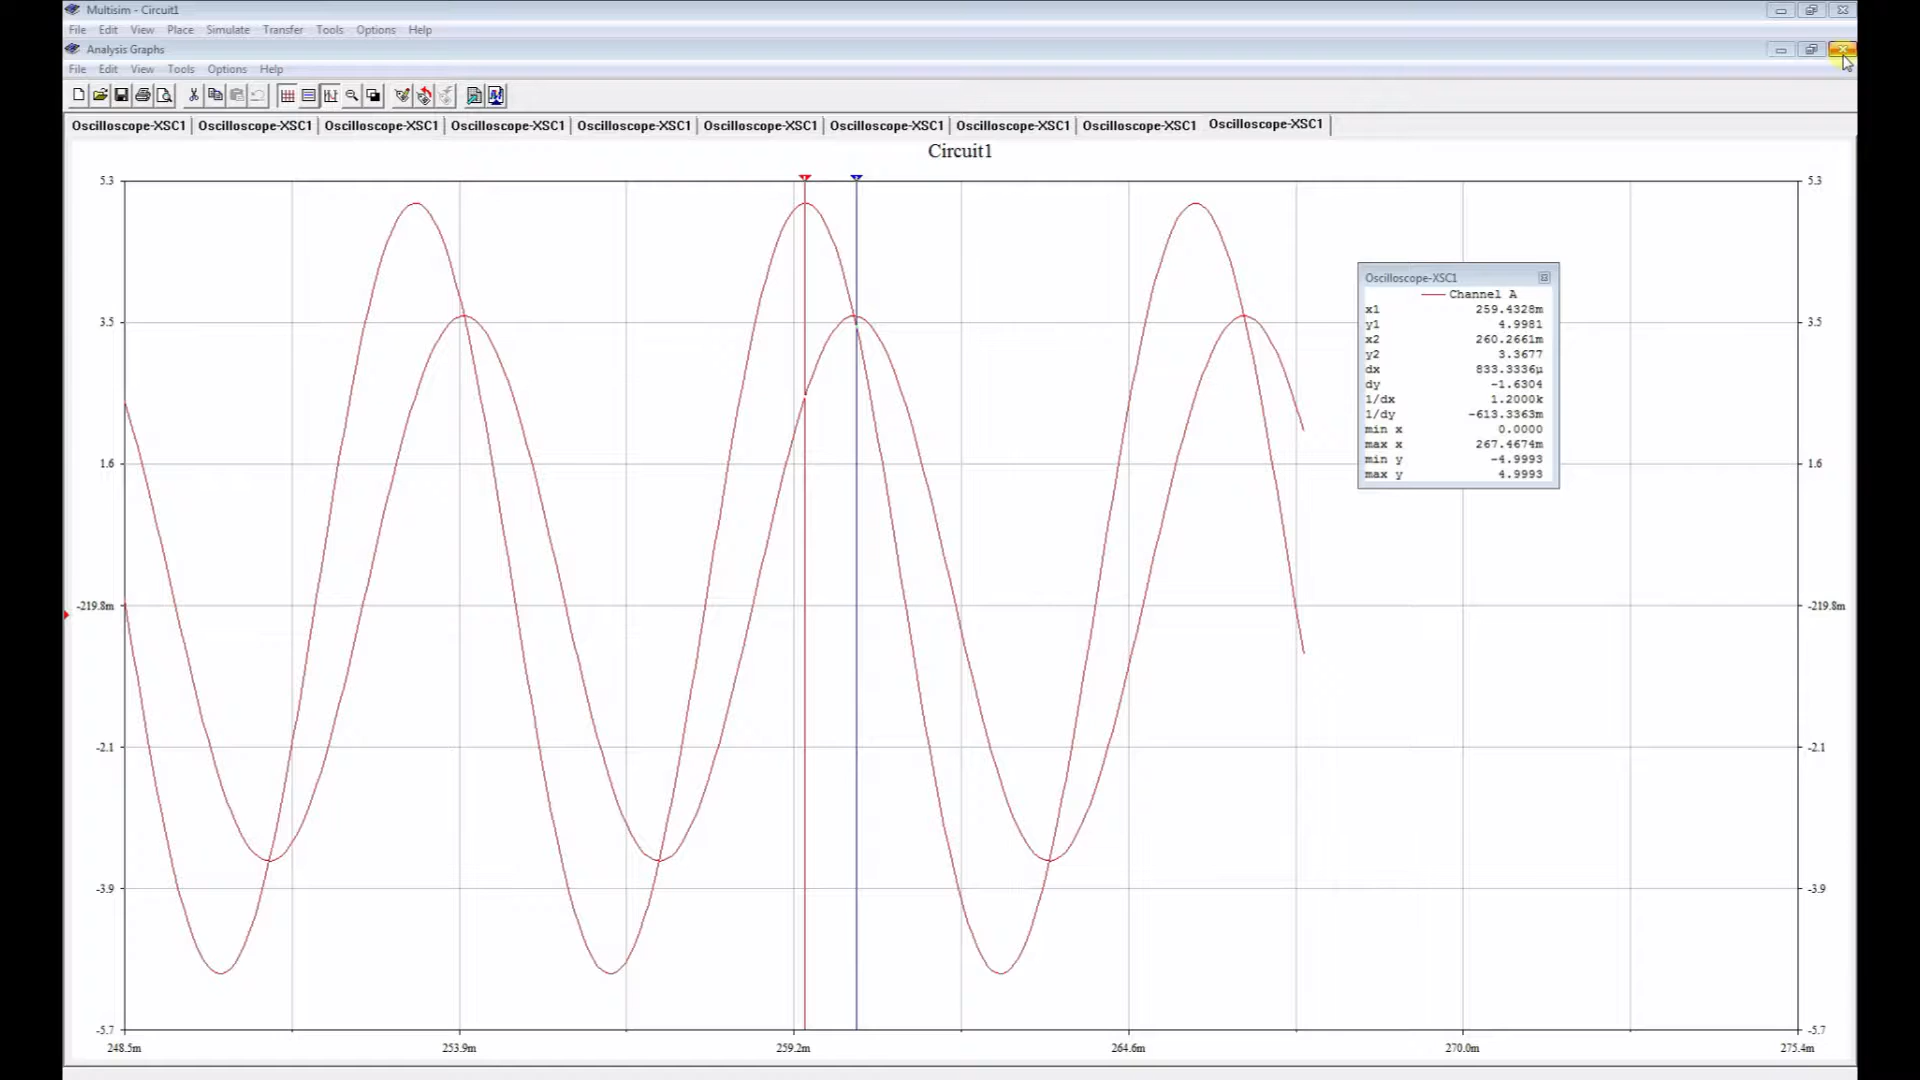 Multisim - Circuit1
File Edit View Place Simulate Transfer Tools Options Help
Analysis Graphs
File Edit View Tools Options Help
Oscilloscope-XSC1 Oscilloscope-XSC1 Oscilloscope-XSC1 Oscilloscope-XSC1 Oscilloscope-XSC1 Oscilloscope-XSC1 Oscilloscope-XSC1 Oscilloscope-XSC1 Oscilloscope-XSC1 Oscilloscope-XSC1
Circuit1
5.3 5.3
Oscilloscope-XSC1
Channel A
x1 259.4328m
y1 4.9981
3.5 3.5
x2 260.2661m
y2 3.3677
dx 833.3336µ
dy -1.6304
1/dx 1.2000k
1/dy -613.3363m
min x 0.0000
max x 267.4674m
min y -4.9993
1.6 1.6
max y 4.9993
-219.8m -219.8m
-2.1 -2.1
-3.9 -3.9
-5.7 -5.7
248.5m 253.9m 259.2m 264.6m 270.0m 275.4m